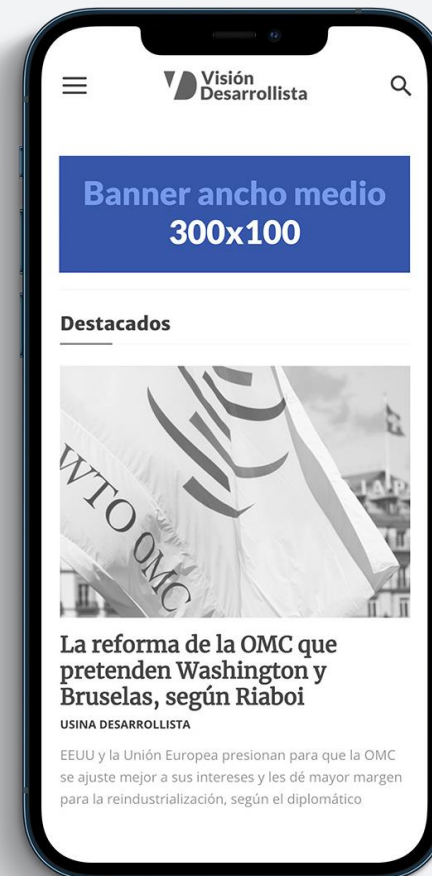 Visión
Desarrollista
Banner ancho medio
300x100
Destacados
WTO OMC
La reforma de la OMC que
pretenden Washington y
Bruselas, según Riaboi
USINA DESARROLLISTA
EEUU y la Unión Europea presionan para que la OMC
se ajuste mejor a sus intereses y les dé mayor margen
para la reindustrialización, según el diplomático